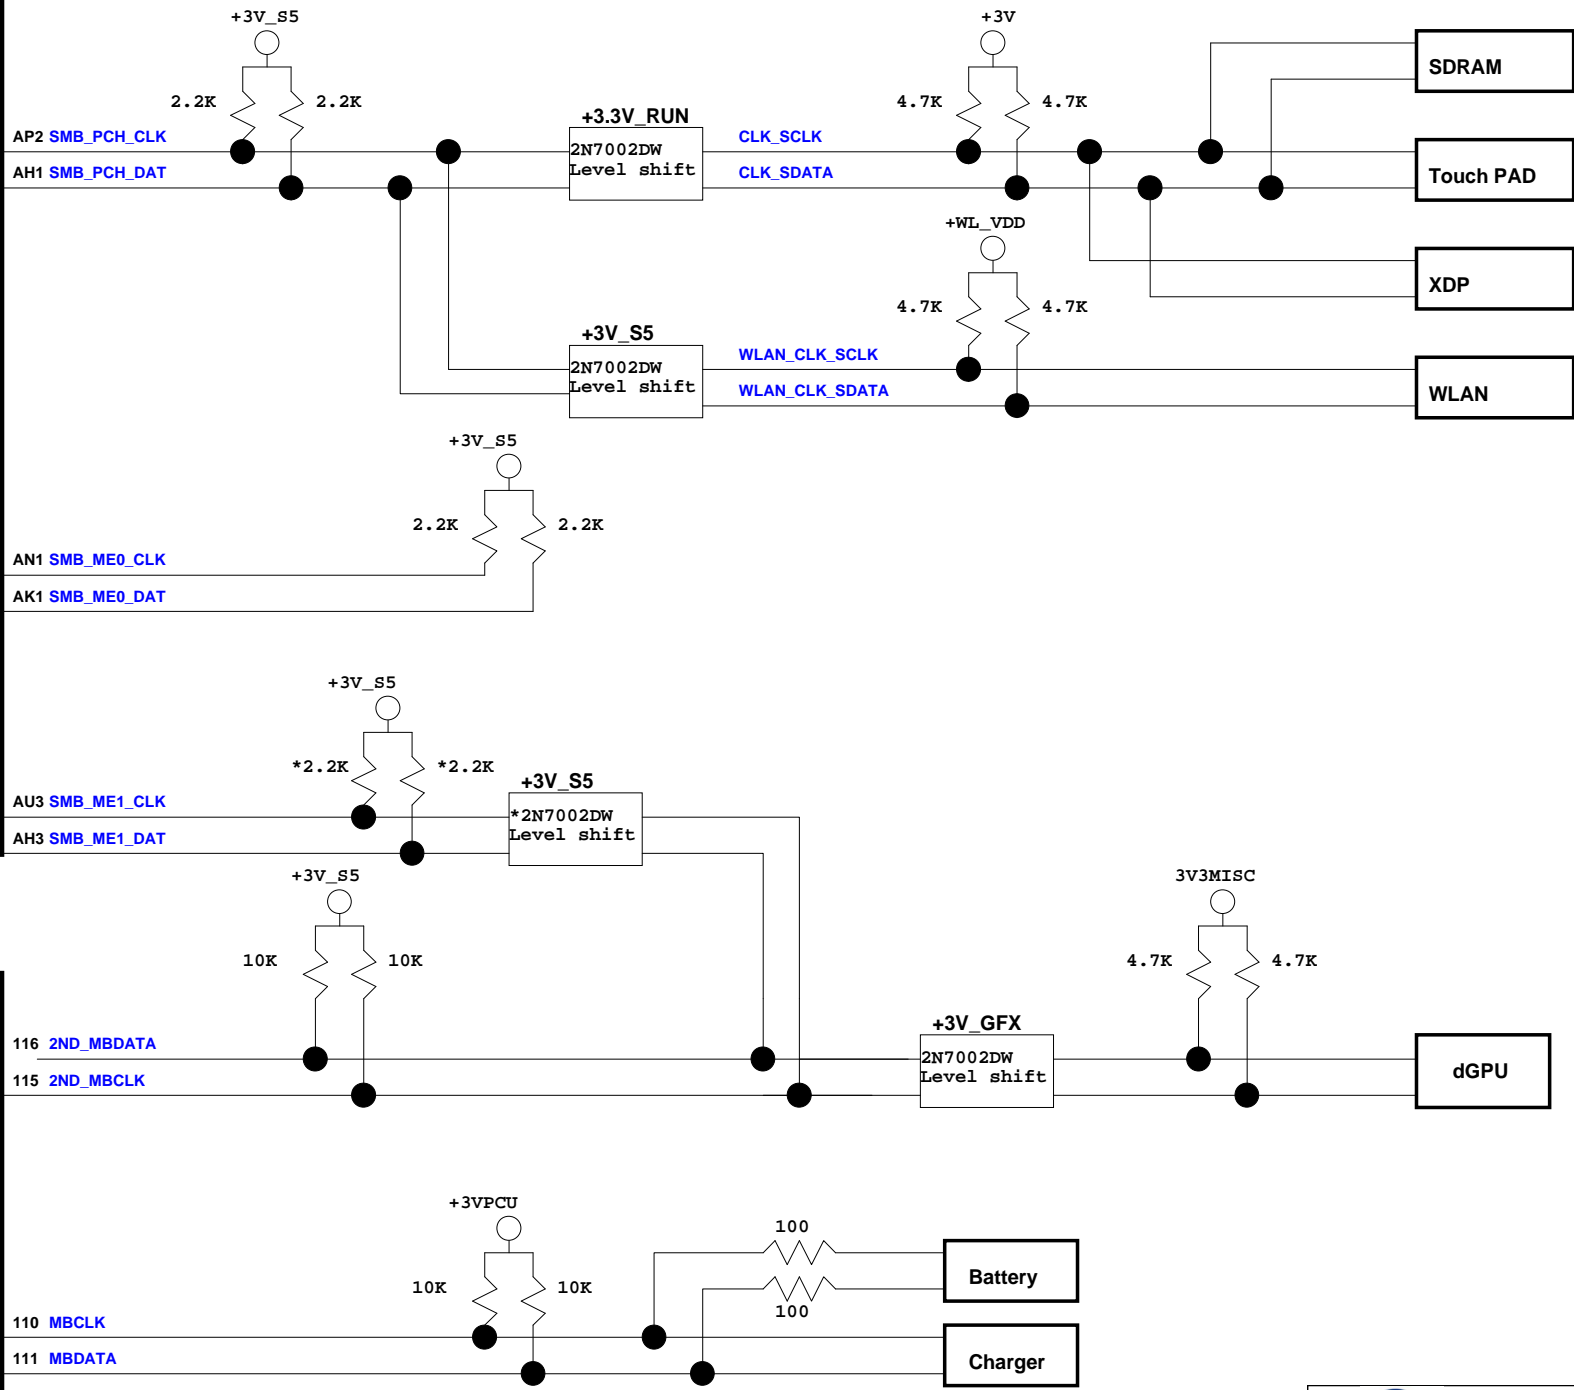 +3V_S5
+3V
2.2K 2.2K
4.7K 4.7K
SDRAM
AP2 SMB_PCH_CLK
AH1 SMB_PCH_DAT
+3.3V_RUN
2N7002DW
Level shift
CLK_SCLK
CLK_SDATA
Touch PAD
+WL_VDD
4.7K 4.7K
XDP
+3V_S5
2N7002DW
Level shift
WLAN_CLK_SCLK
WLAN_CLK_SDATA
WLAN
+3V_S5
2.2K 2.2K
AN1 SMB_ME0_CLK
AK1 SMB_ME0_DAT
+3V_S5
*2.2K *2.2K
AU3 SMB_ME1_CLK
AH3 SMB_ME1_DAT
+3V_S5
*2N7002DW
Level shift
+3V_S5
10K 10K
3V3MISC
4.7K 4.7K
116 2ND_MBDATA
115 2ND_MBCLK
+3V_GFX
2N7002DW
Level shift
dGPU
+3VPCU
10K 10K
100
100
Battery
110 MBCLK
111 MBDATA
Charger